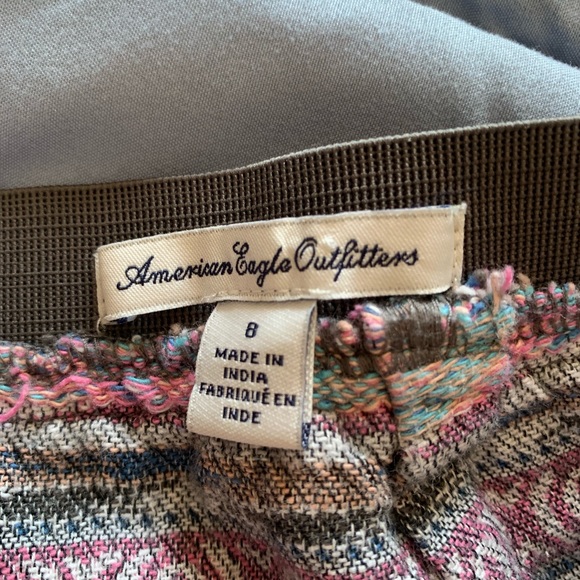 American Eagle Outfitters
8
MADE IN
INDIA
FABRIQUÉ EN
INDE